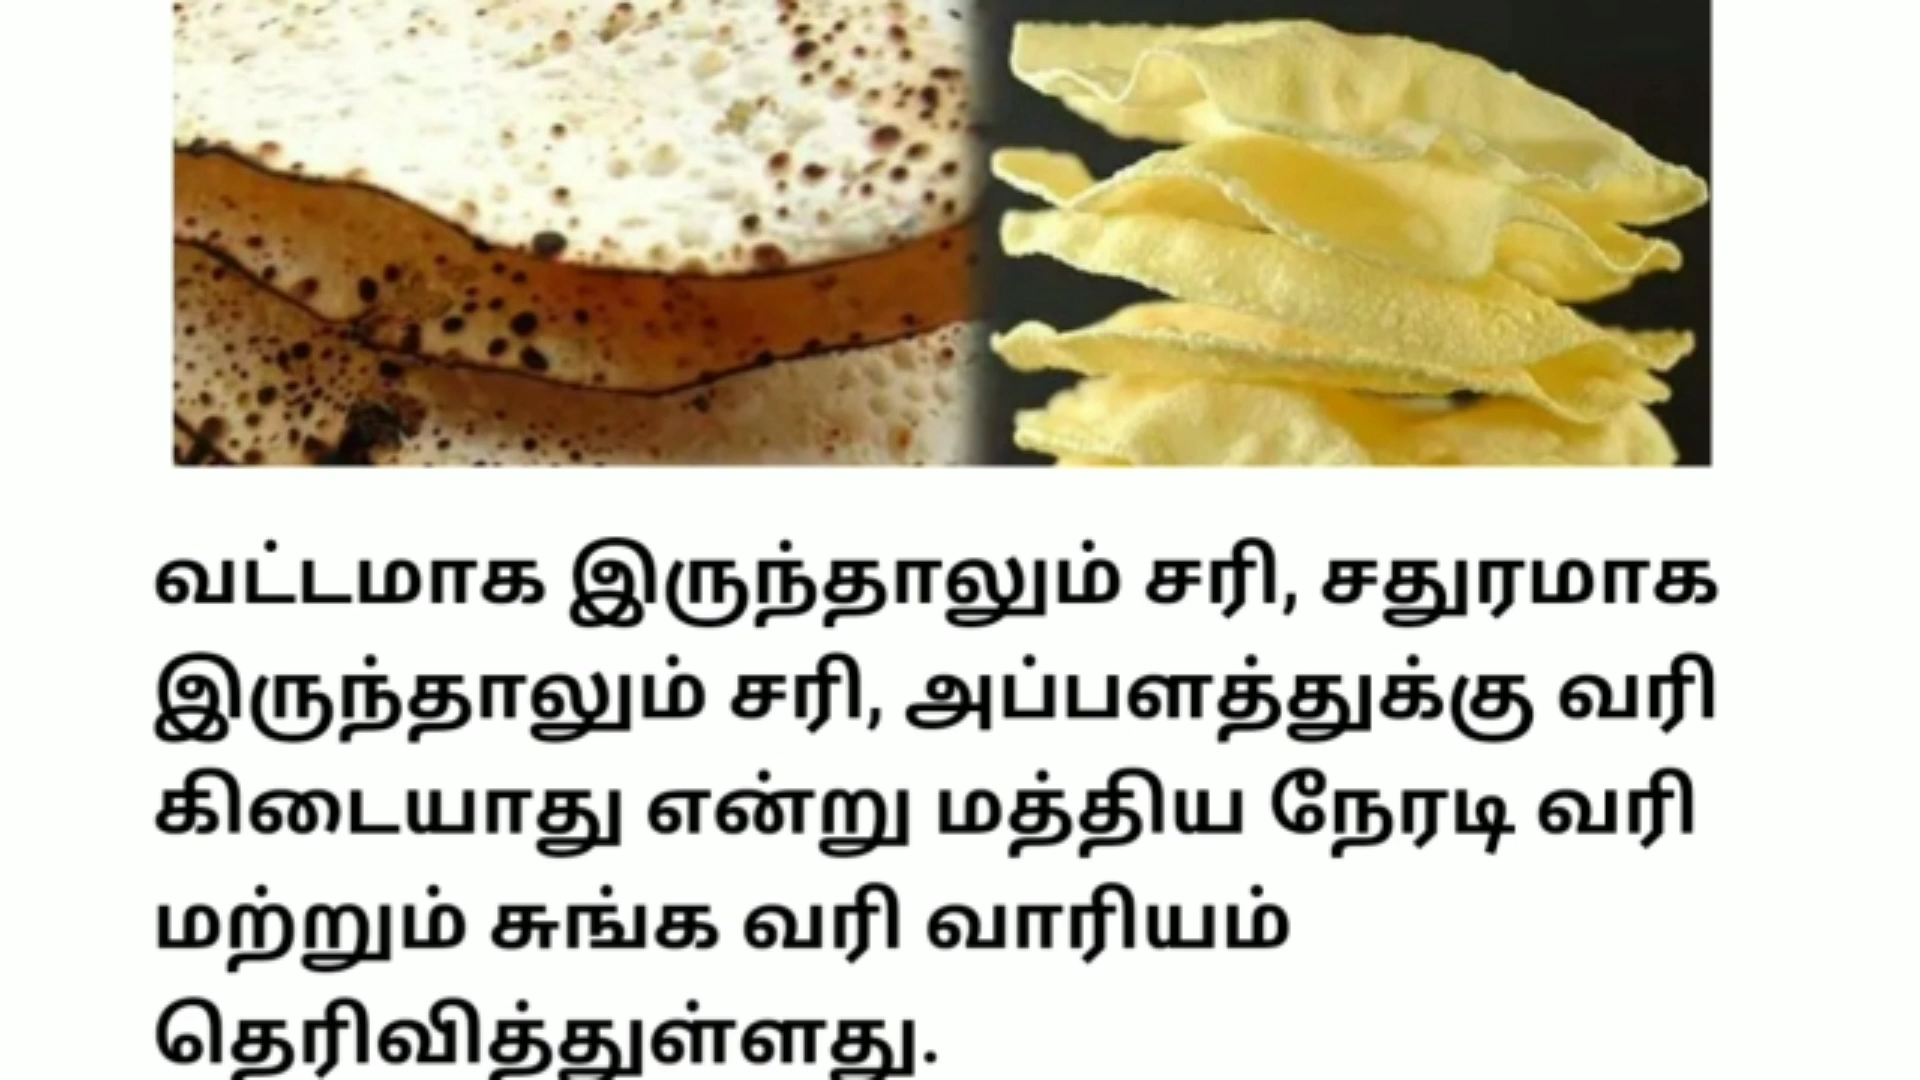 வட்டமாக இருந்தாலும் சரி, சதுரமாக
இருந்தாலும் சரி, அப்பளத்துக்கு வரி
கிடையாது என்று மத்திய நேரடி வரி
மற்றும் சுங்க வரி வாரியம்
தெரிவித்துள்ளது.